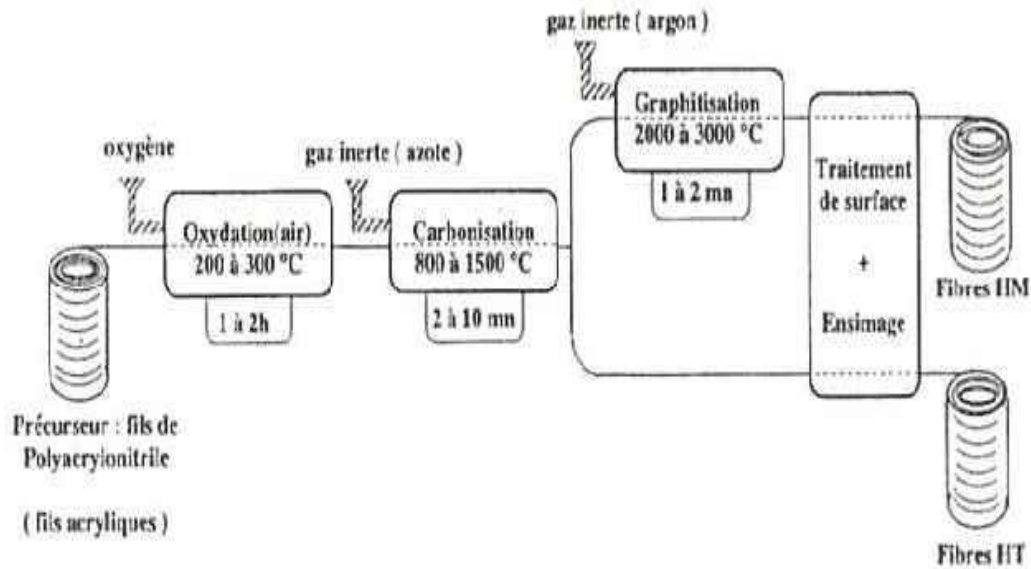 gaz inerte ( argon )
Graphitisation
2000 à 3000 °C
1 à 2 mn
oxygène
gaz inerte ( azote )
Oxydation(air)
200 à 300 °C
1 à 2h
Carbonisation
800 à 1500 °C
2 à 10 mn
Traitement
de surface
+
Ensimage
Fibres HM
Précurseur : fils de
Polyacrylonitrile
( fils acryliques )
Fibres HT